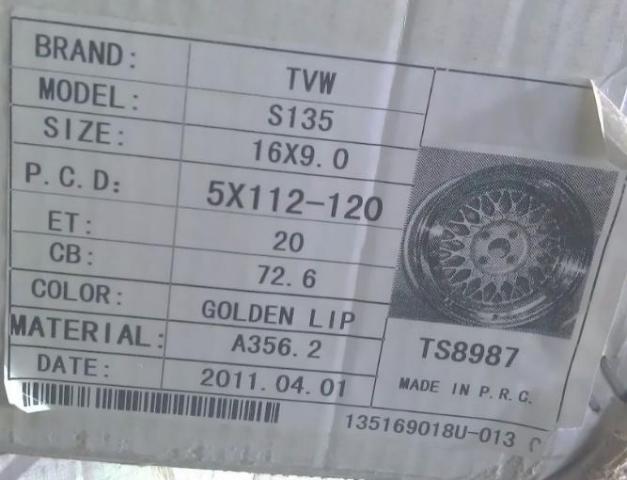 BRAND: TVW
MODEL: S135
SIZE: 16X9.0
P.C.D: 5X112-120
ET: 20
CB: 72.6
COLOR: GOLDEN LIP
MATERIAL: A356.2
DATE: 2011.04.01
TS8987
MADE IN P.R.C.
135169018U-013